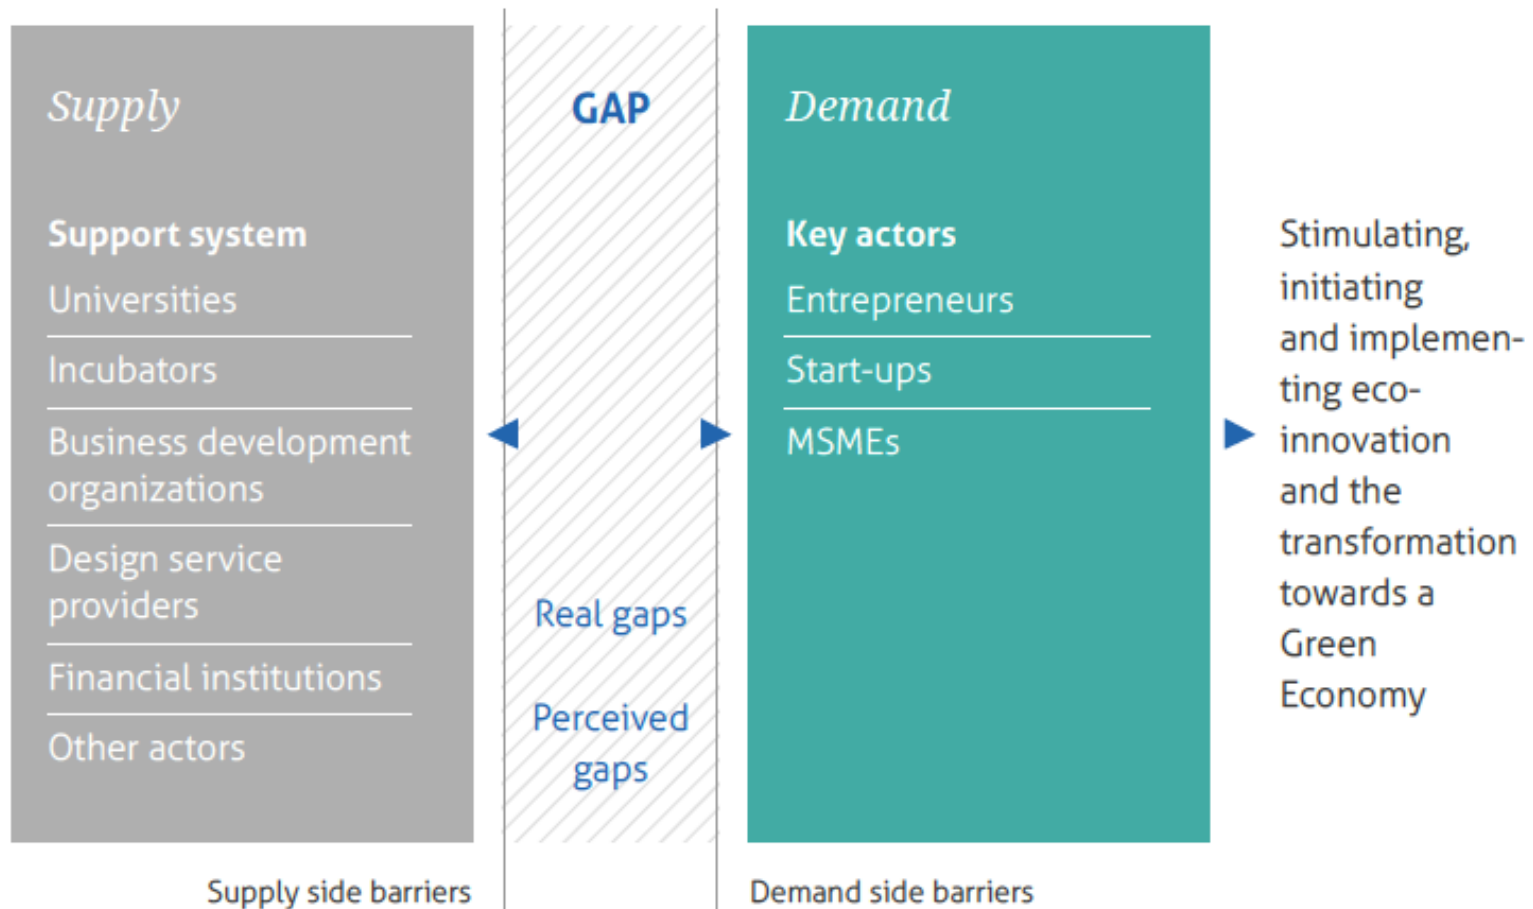 Supply
Support system
Universities
Incubators
Business development
organizations
Design service
providers
Financial institutions
Other actors
Supply side barriers
GAP
Real gaps
Perceived
gaps
Demand
Key actors
Entrepreneurs
Start-ups
MSMEs
Demand side barriers
Stimulating,
initiating
and implemen-
ting eco-
innovation
and the
transformation
towards a
Green
Economy